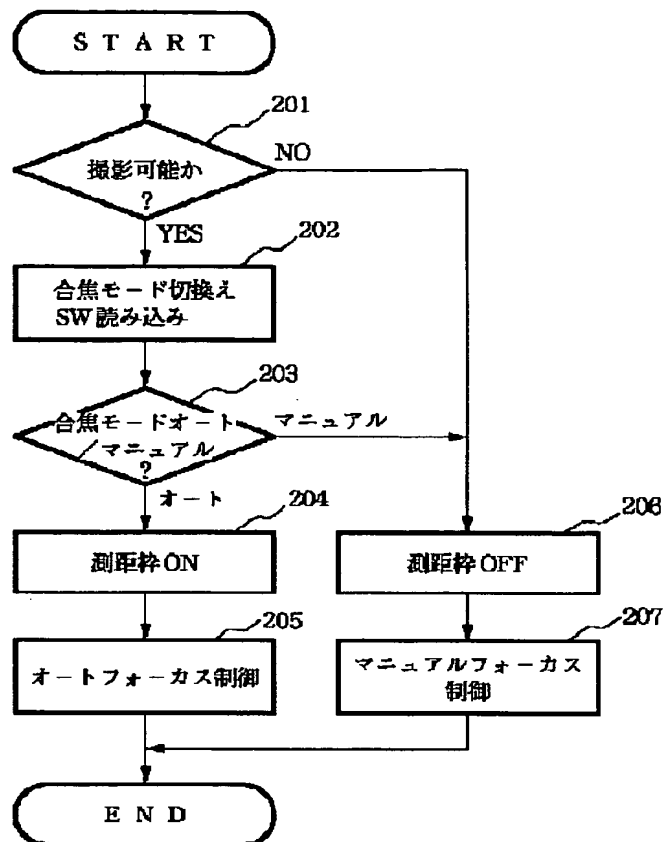 START
201
撮影可能か
?
NO
YES
202
合焦モード切換え
SW読み込み
203
合焦モードオート
/マニュアル
?
マニュアル
オート
204
測距枠ON
206
測距枠OFF
205
オートフォーカス制御
207
マニュアルフォーカス
制御
END